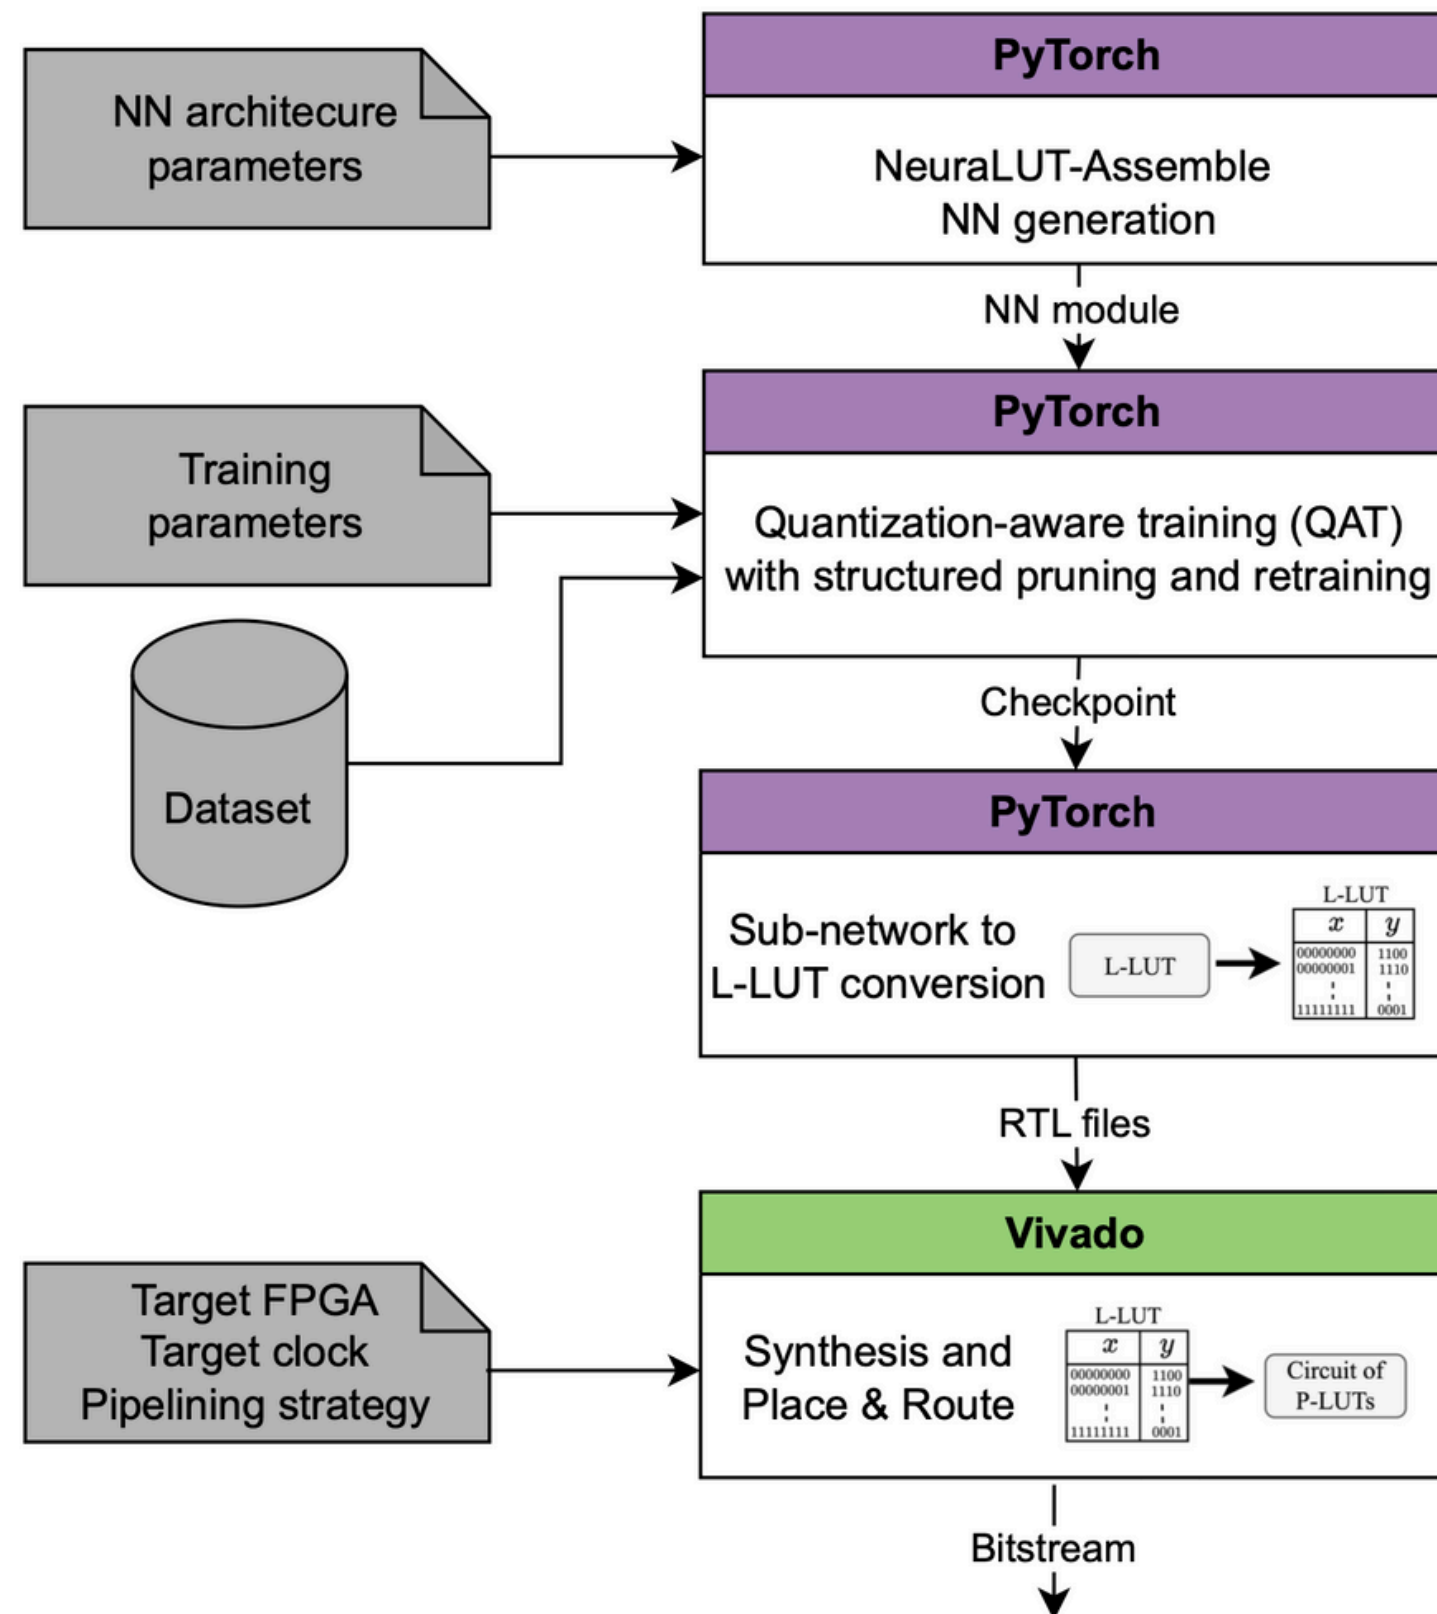 NN architecure
parameters
PyTorch
NeuraLUT-Assemble
NN generation
NN module
Training
parameters
Dataset
PyTorch
Quantization-aware training (QAT)
with structured pruning and retraining
Checkpoint
PyTorch
Sub-network to
L-LUT conversion
L-LUT
L-LUT
x y
00000000 1100
00000001 1110
11111111 0001
RTL files
Target FPGA
Target clock
Pipelining strategy
Vivado
Synthesis and
Place & Route
L-LUT
x y
00000000 1100
00000001 1110
11111111 0001
Circuit of
P-LUTs
Bitstream